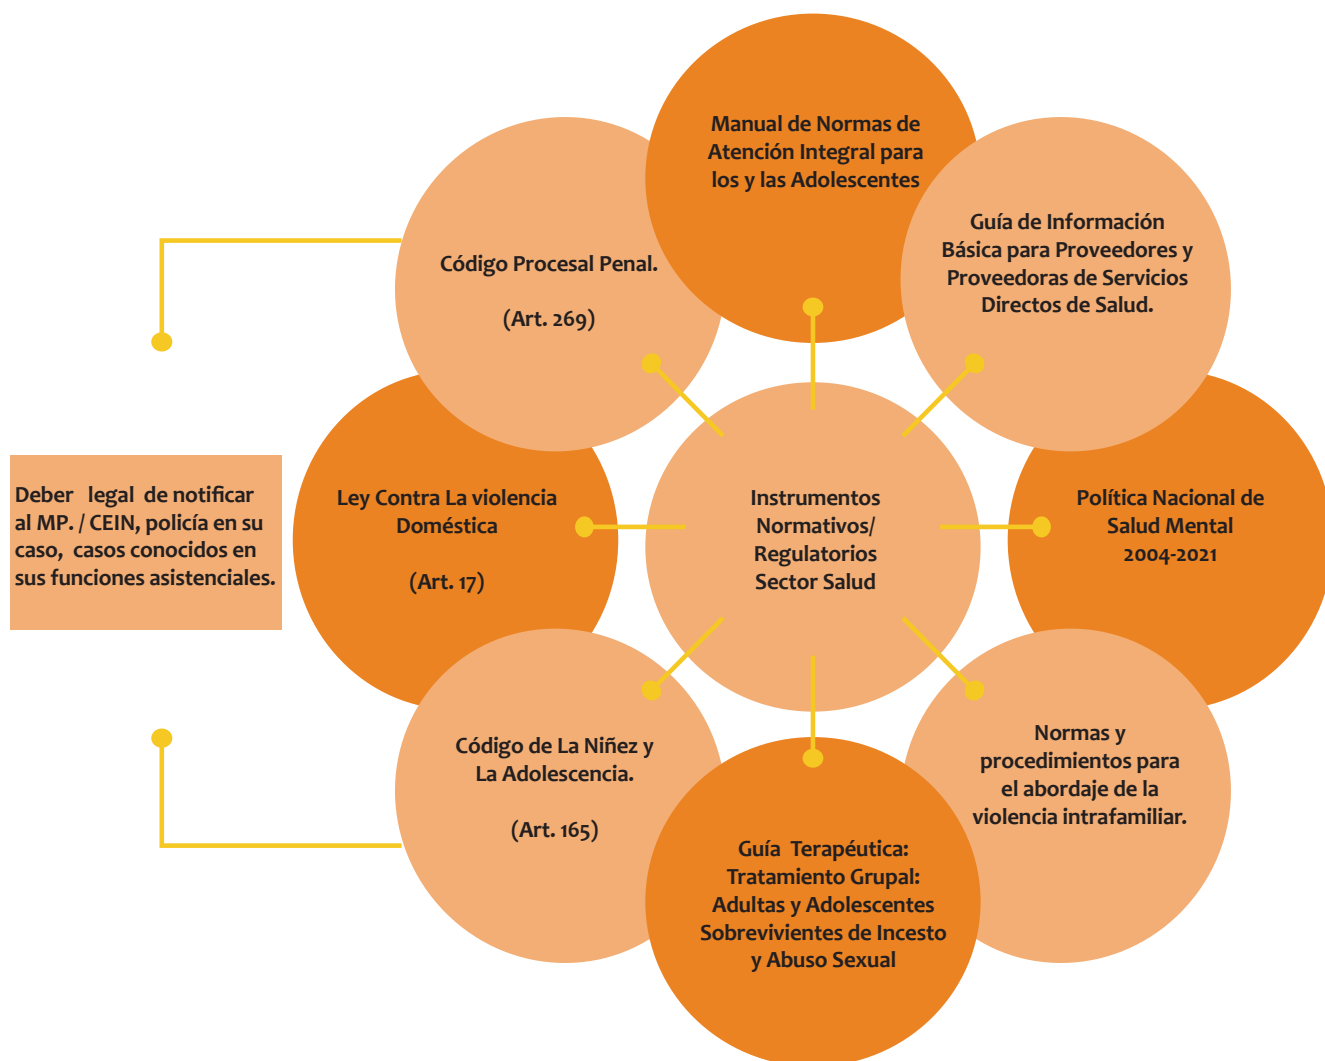 Manual de Normas de
Atención Integral para
los y las Adolescentes
Guía de Información
Básica para Proveedores y
Proveedoras de Servicios
Directos de Salud.
Código Procesal Penal.
(Art. 269)
Deber legal de notificar
al MP. / CEIN, policía en su
caso, casos conocidos en
sus funciones asistenciales.
Ley Contra La violencia
Doméstica
(Art. 17)
Instrumentos
Normativos/
Regulatorios
Sector Salud
Política Nacional de
Salud Mental
2004-2021
Código de La Niñez y
La Adolescencia.
(Art. 165)
Normas y
procedimientos para
el abordaje de la
violencia intrafamiliar.
Guía Terapéutica:
Tratamiento Grupal:
Adultas y Adolescentes
Sobrevivientes de Incesto
y Abuso Sexual